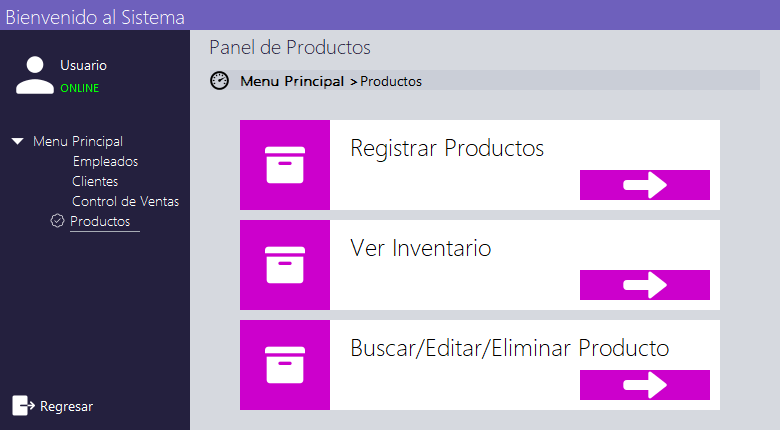 Bienvenido al Sistema
Usuario
ONLINE
Menu Principal
Empleados
Clientes
Control de Ventas
Productos
Regresar
Panel de Productos
Menu Principal > Productos
Registrar Productos
Ver Inventario
Buscar/Editar/Eliminar Producto